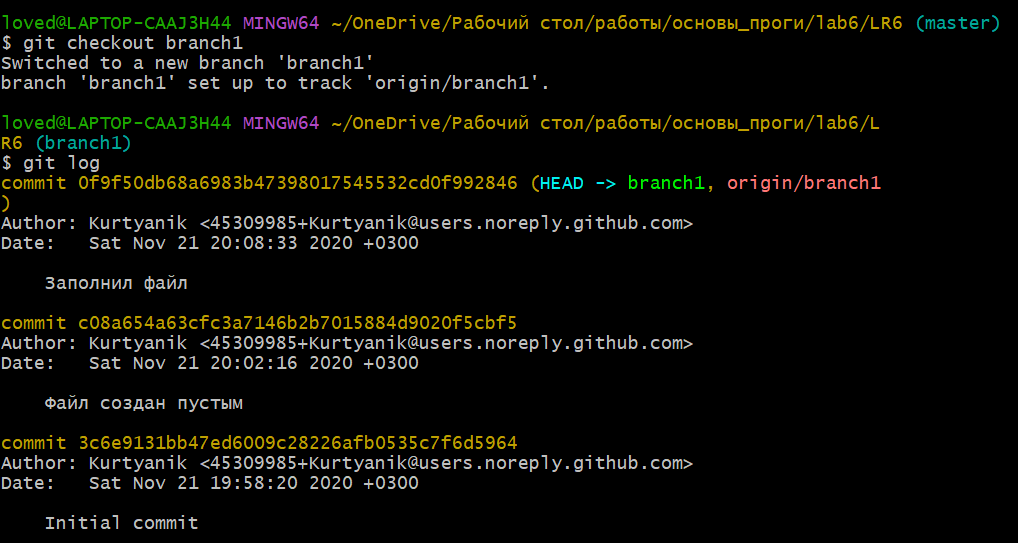 loved@LAPTOP-CAAJ3H44 MINGW64 ~/OneDrive/Рабочий стол/работы/основы_проги/lab6/LR6 (master)
$ git checkout branch1
Switched to a new branch 'branch1'
branch 'branch1' set up to track 'origin/branch1'.
loved@LAPTOP-CAAJ3H44 MINGW64 ~/OneDrive/Рабочий стол/работы/основы_проги/lab6/L
R6 (branch1)
$ git log
commit 0f9f50db68a6983b47398017545532cd0f992846 (HEAD -> branch1, origin/branch1
)
Author: Kurtyanik <45309985+Kurtyanik@users.noreply.github.com>
Date:   Sat Nov 21 20:08:33 2020 +0300
    Заполнил файл
commit c08a654a63cfc3a7146b2b7015884d9020f5cbf5
Author: Kurtyanik <45309985+Kurtyanik@users.noreply.github.com>
Date:   Sat Nov 21 20:02:16 2020 +0300
    Файл создан пустым
commit 3c6e9131bb47ed6009c28226afb0535c7f6d5964
Author: Kurtyanik <45309985+Kurtyanik@users.noreply.github.com>
Date:   Sat Nov 21 19:58:20 2020 +0300
    Initial commit